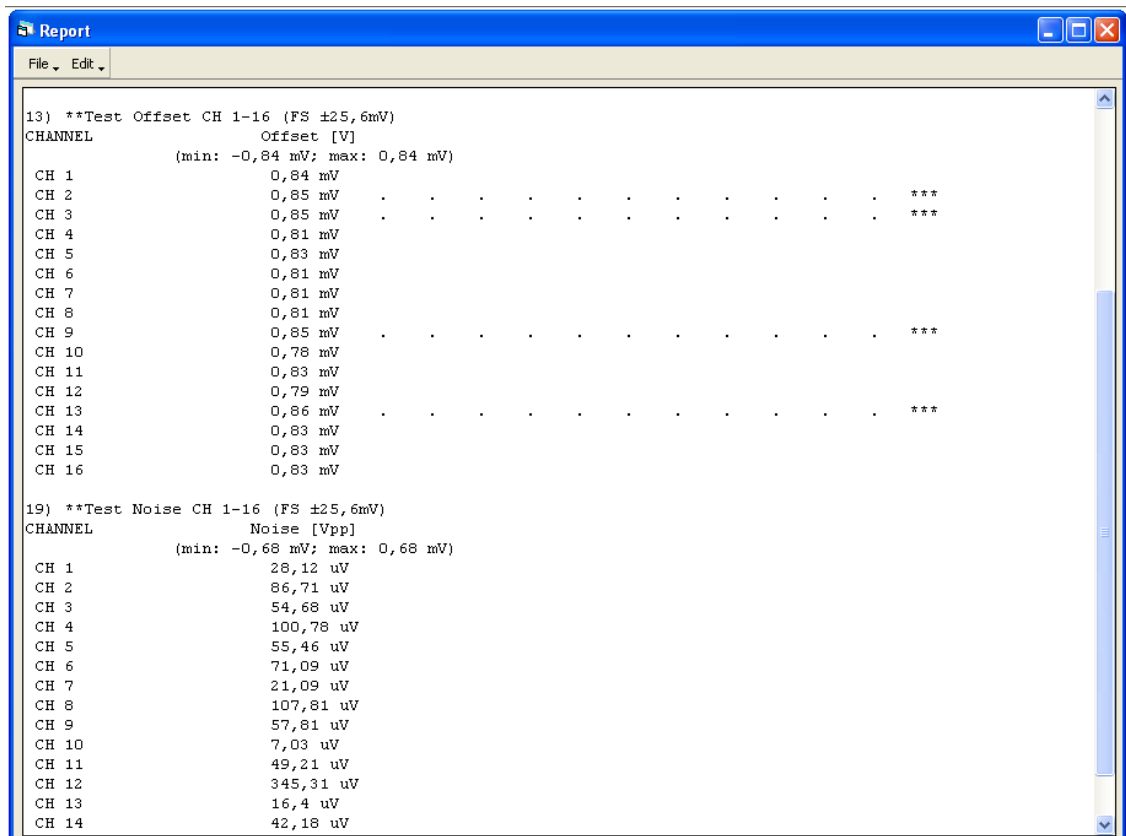 Report
File Edit
13) **Test Offset CH 1-16 (FS ±25,6mV)
CHANNEL Offset [V]
(min: -0,84 mV; max: 0,84 mV)
CH 1 0,84 mV
CH 2 0,85 mV . . . . . . . . . . . ***
CH 3 0,85 mV . . . . . . . . . . . ***
CH 4 0,81 mV
CH 5 0,83 mV
CH 6 0,81 mV
CH 7 0,81 mV
CH 8 0,81 mV
CH 9 0,85 mV . . . . . . . . . . . ***
CH 10 0,78 mV
CH 11 0,83 mV
CH 12 0,79 mV
CH 13 0,86 mV . . . . . . . . . . . ***
CH 14 0,83 mV
CH 15 0,83 mV
CH 16 0,83 mV
19) **Test Noise CH 1-16 (FS ±25,6mV)
CHANNEL Noise [Vpp]
(min: -0,68 mV; max: 0,68 mV)
CH 1 28,12 uV
CH 2 86,71 uV
CH 3 54,68 uV
CH 4 100,78 uV
CH 5 55,46 uV
CH 6 71,09 uV
CH 7 21,09 uV
CH 8 107,81 uV
CH 9 57,81 uV
CH 10 7,03 uV
CH 11 49,21 uV
CH 12 345,31 uV
CH 13 16,4 uV
CH 14 42,18 uV